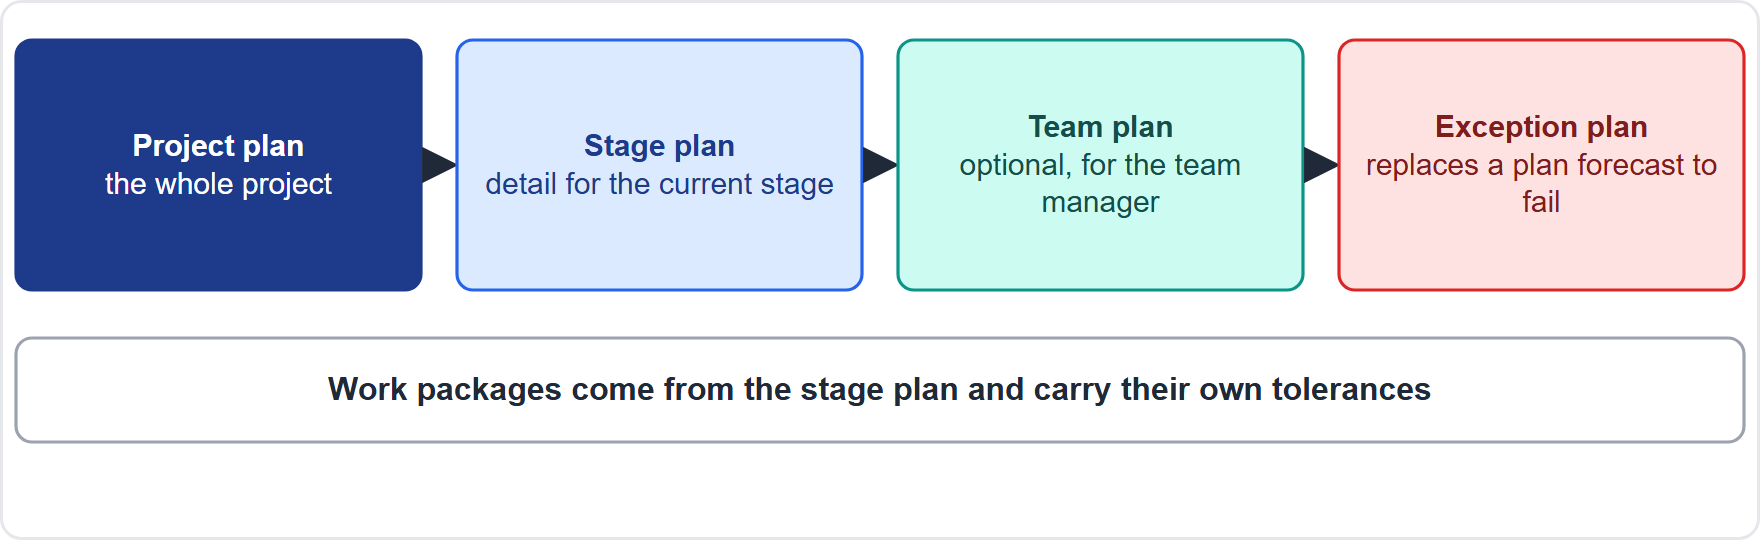 Project plan
the whole project
Stage plan
detail for the current stage
Team plan
optional, for the team
manager
Exception plan
replaces a plan forecast to
fail
Work packages come from the stage plan and carry their own tolerances